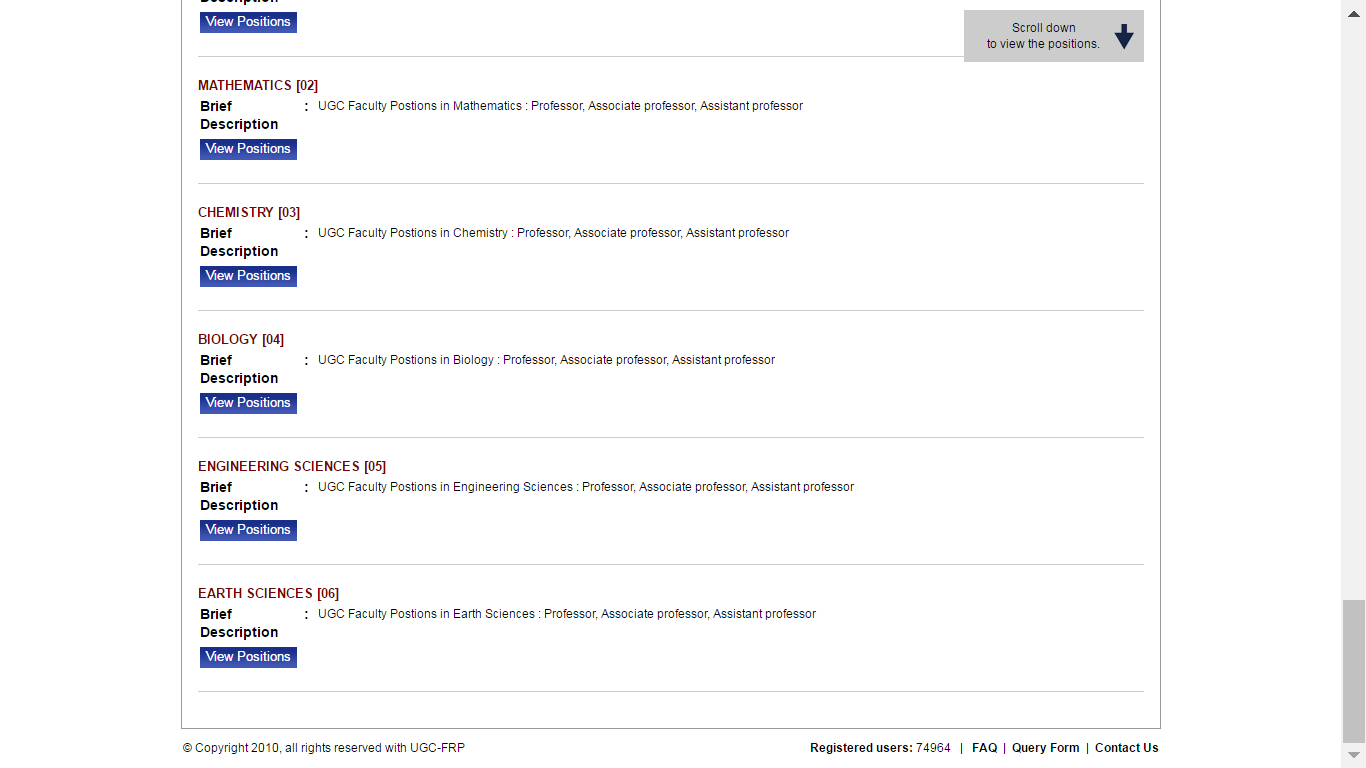 View Positions
Scroll down
to view the positions.
MATHEMATICS [02]
Brief : UGC Faculty Postions in Mathematics : Professor, Associate professor, Assistant professor
Description
View Positions
CHEMISTRY [03]
Brief : UGC Faculty Postions in Chemistry : Professor, Associate professor, Assistant professor
Description
View Positions
BIOLOGY [04]
Brief : UGC Faculty Postions in Biology : Professor, Associate professor, Assistant professor
Description
View Positions
ENGINEERING SCIENCES [05]
Brief : UGC Faculty Postions in Engineering Sciences : Professor, Associate professor, Assistant professor
Description
View Positions
EARTH SCIENCES [06]
Brief : UGC Faculty Postions in Earth Sciences : Professor, Associate professor, Assistant professor
Description
View Positions
© Copyright 2010, all rights reserved with UGC-FRP
Registered users: 74964 | FAQ | Query Form | Contact Us